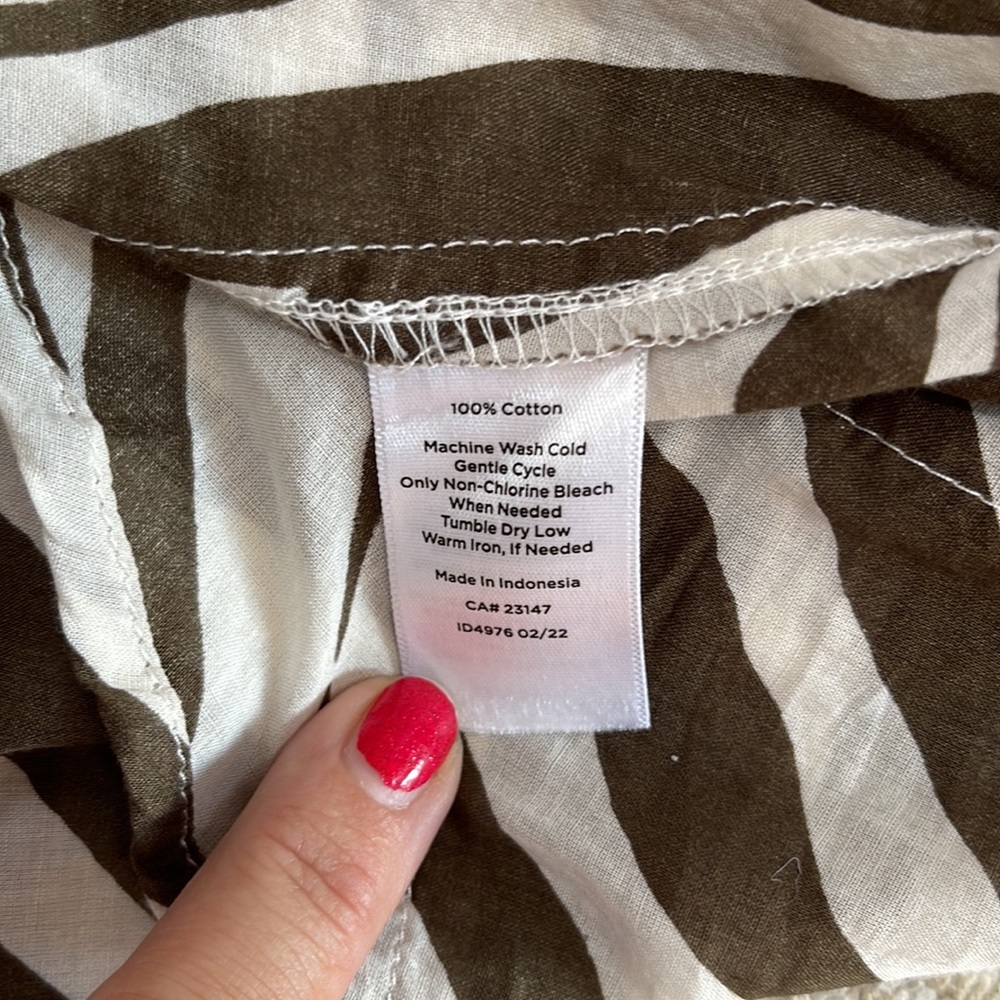 100% Cotton
Machine Wash Cold
Gentle Cycle
Only Non-Chlorine Bleach
When Needed
Tumble Dry Low
Warm Iron, If Needed
Made In Indonesia
CA# 23147
ID4976 02/22